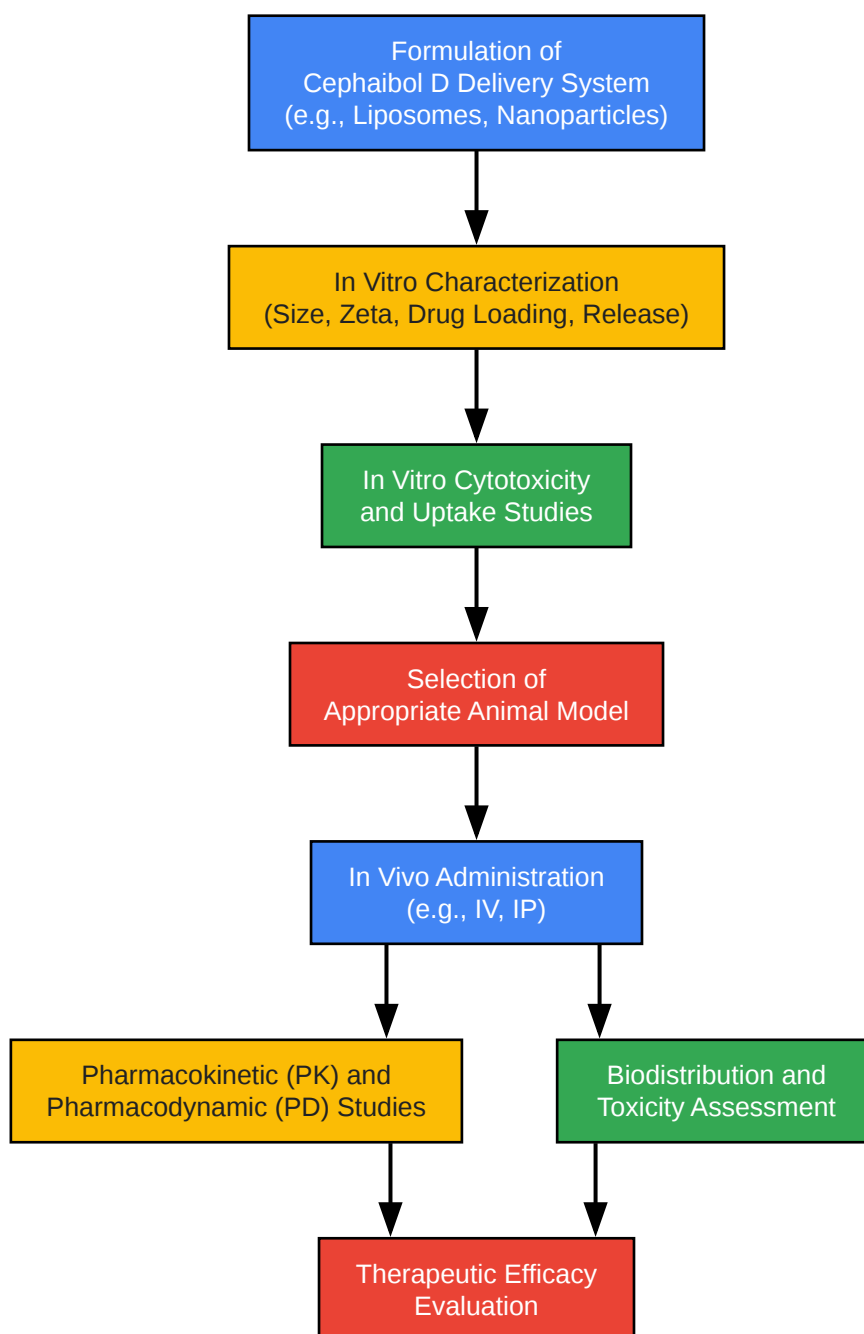 Formulation of
Cephaibol D Delivery System
(e.g., Liposomes, Nanoparticles)
In Vitro Characterization
(Size, Zeta, Drug Loading, Release)
In Vitro Cytotoxicity
and Uptake Studies
Selection of
Appropriate Animal Model
In Vivo Administration
(e.g., IV, IP)
Pharmacokinetic (PK) and
Pharmacodynamic (PD) Studies
Biodistribution and
Toxicity Assessment
Therapeutic Efficacy
Evaluation